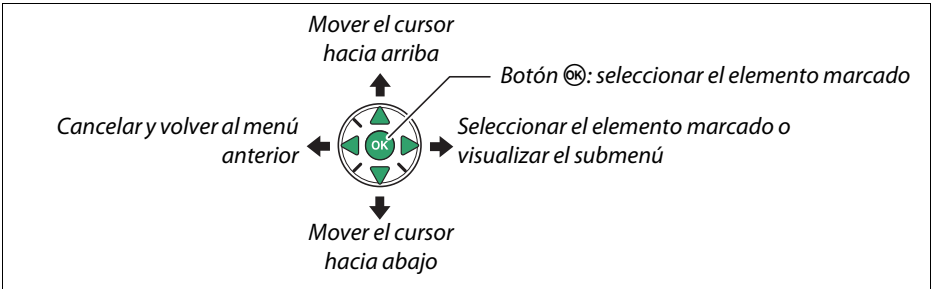 Mover el cursor
hacia arriba
Botón OK: seleccionar el elemento marcado
Cancelar y volver al menú
anterior
OK
Seleccionar el elemento marcado o
visualizar el submenú
Mover el cursor
hacia abajo